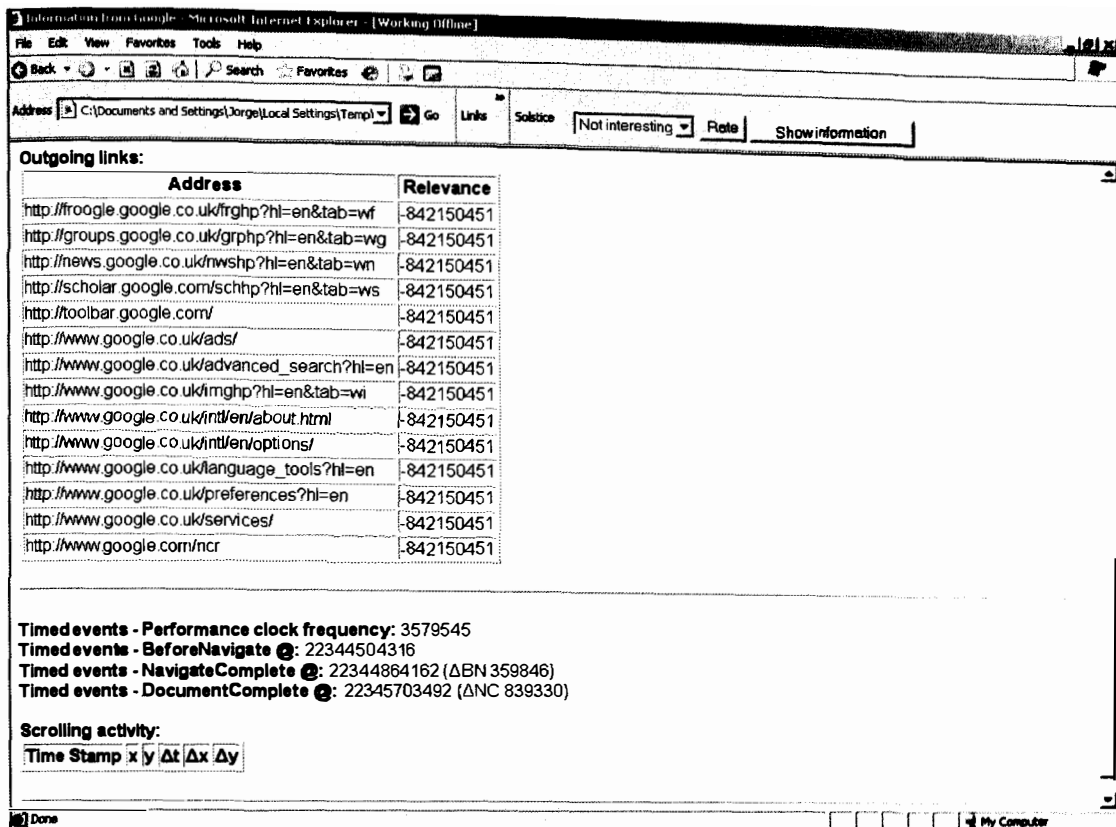 Information from Google - Microsoft Internet Explorer - [Working Offline]
File Edit View Favorites Tools Help
Back Search Favorites
Address C:\Documents and Settings\Jorge\Local Settings\Temp\ Go Links » Solstice Not interesting Rate Show information
Outgoing links:
Address Relevance
http://froogle.google.co.uk/frghp?hl=en&tab=wf -842150451
http://groups.google.co.uk/grphp?hl=en&tab=wg -842150451
http://news.google.co.uk/nwshp?hl=en&tab=wn -842150451
http://scholar.google.com/schhp?hl=en&tab=ws -842150451
http://toolbar.google.com/ -842150451
http://www.google.co.uk/ads/ -842150451
http://www.google.co.uk/advanced_search?hl=en -842150451
http://www.google.co.uk/imghp?hl=en&tab=wi -842150451
http://www.google.co.uk/intl/en/about.html -842150451
http://www.google.co.uk/intl/en/options/ -842150451
http://www.google.co.uk/language_tools?hl=en -842150451
http://www.google.co.uk/preferences?hl=en -842150451
http://www.google.co.uk/services/ -842150451
http://www.google.com/ncr -842150451
Timed events - Performance clock frequency: 3579545
Timed events - BeforeNavigate @: 22344504316
Timed events - NavigateComplete @: 22344864162 (ΔBN 359846)
Timed events - DocumentComplete @: 22345703492 (ΔNC 839330)
Scrolling activity:
Time Stamp x y Δt Δx Δy
Done My Computer